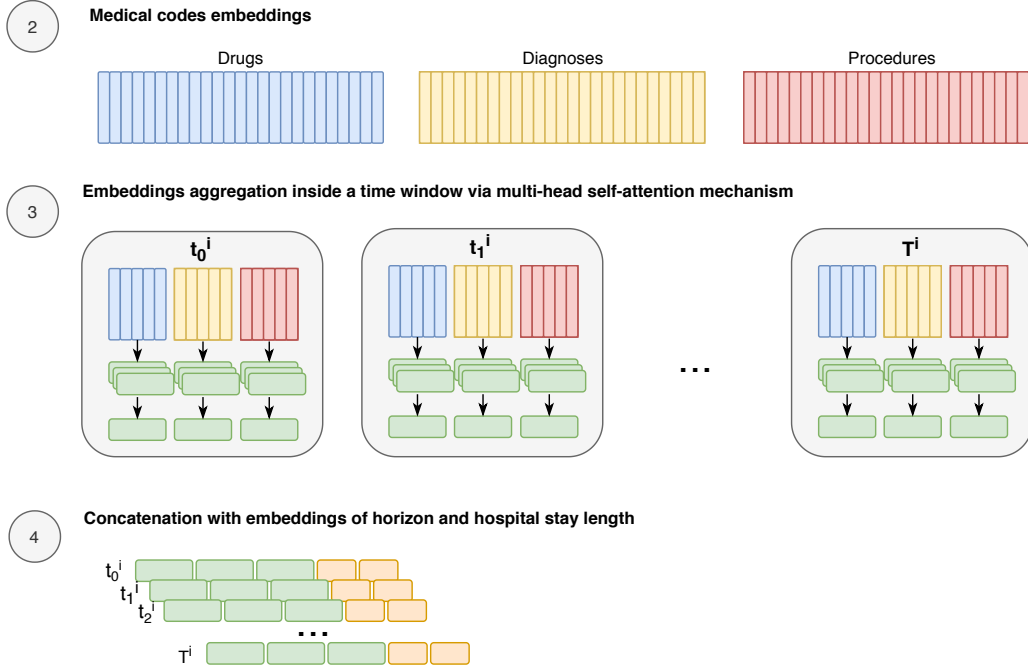 2
Medical codes embeddings
Drugs
Diagnoses
Procedures
3
Embeddings aggregation inside a time window via multi-head self-attention mechanism
t₀ⁱ
t₁ⁱ
Tⁱ
...
4
Concatenation with embeddings of horizon and hospital stay length
t₀ⁱ
t₁ⁱ
t₂ⁱ
...
Tⁱ